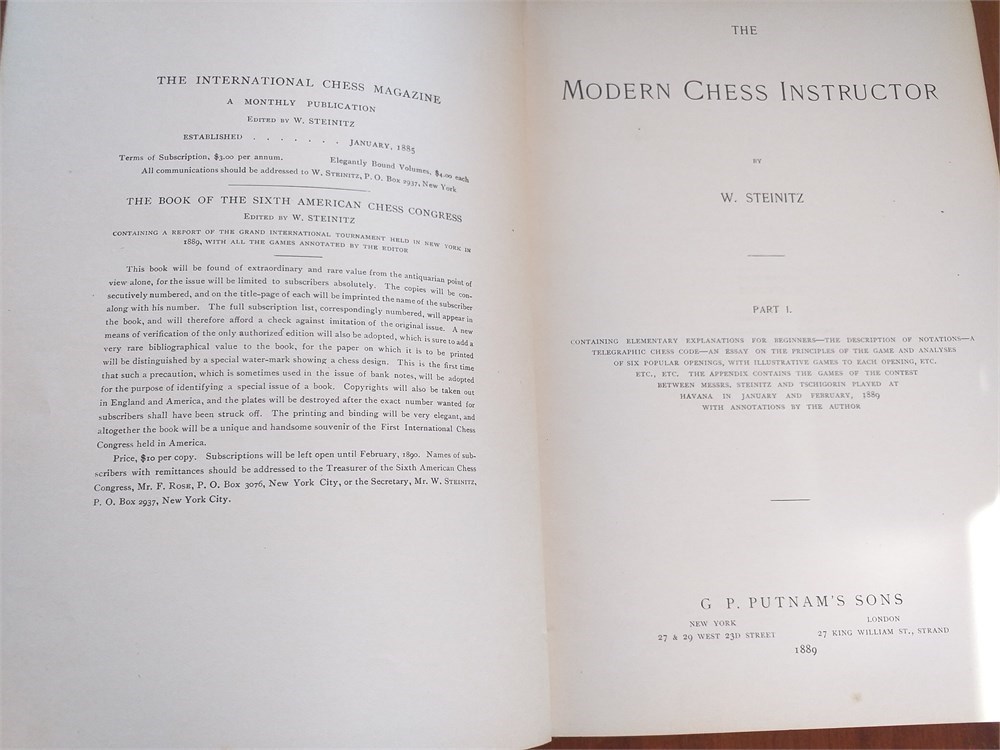 THE INTERNATIONAL CHESS MAGAZINE
A MONTHLY PUBLICATION
EDITED BY W. STEINITZ
ESTABLISHED . . . . . . . JANUARY, 1885
Terms of Subscription, $3.00 per annum. Elegantly Bound Volumes, $4.00 each
All communications should be addressed to W. STEINITZ, P. O. Box 2937, New York
THE BOOK OF THE SIXTH AMERICAN CHESS CONGRESS
EDITED BY W. STEINITZ
CONTAINING A REPORT OF THE GRAND INTERNATIONAL TOURNAMENT HELD IN NEW YORK IN
1889, WITH ALL THE GAMES ANNOTATED BY THE EDITOR
This book will be found of extraordinary and rare value from the antiquarian point of
view alone, for the issue will be limited to subscribers absolutely. The copies will be con-
secutively numbered, and on the title-page of each will be imprinted the name of the subscriber
along with his number. The full subscription list, correspondingly numbered, will appear in
the book, and will therefore afford a check against imitation of the original issue. A new
means of verification of the only authorized edition will also be adopted, which is sure to add a
very rare bibliographical value to the book, for the paper on which it is to be printed
will be distinguished by a special water-mark showing a chess design. This is the first time
that such a precaution, which is sometimes used in the issue of bank notes, will be adopted
for the purpose of identifying a special issue of a book. Copyrights will also be taken out
in England and America, and the plates will be destroyed after the exact number wanted for
subscribers shall have been struck off. The printing and binding will be very elegant, and
altogether the book will be a unique and handsome souvenir of the First International Chess
Congress held in America.
Price, $10 per copy. Subscriptions will be left open until February, 1890. Names of sub-
scribers with remittances should be addressed to the Treasurer of the Sixth American Chess
Congress, Mr. F. ROSE, P. O. Box 3076, New York City, or the Secretary, Mr. W. STEINITZ,
P. O. Box 2937, New York City.
THE
MODERN CHESS INSTRUCTOR
BY
W. STEINITZ
PART I.
CONTAINING ELEMENTARY EXPLANATIONS FOR BEGINNERS—THE DESCRIPTION OF NOTATIONS—A
TELEGRAPHIC CHESS CODE—AN ESSAY ON THE PRINCIPLES OF THE GAME AND ANALYSES
OF SIX POPULAR OPENINGS, WITH ILLUSTRATIVE GAMES TO EACH OPENING, ETC.
ETC., ETC. THE APPENDIX CONTAINS THE GAMES OF THE CONTEST
BETWEEN MESSRS. STEINITZ AND TSCHIGORIN PLAYED AT
HAVANA IN JANUARY AND FEBRUARY, 1889
WITH ANNOTATIONS BY THE AUTHOR
G P. PUTNAM'S SONS
NEW YORK LONDON
27 & 29 WEST 23D STREET 27 KING WILLIAM ST., STRAND
1889